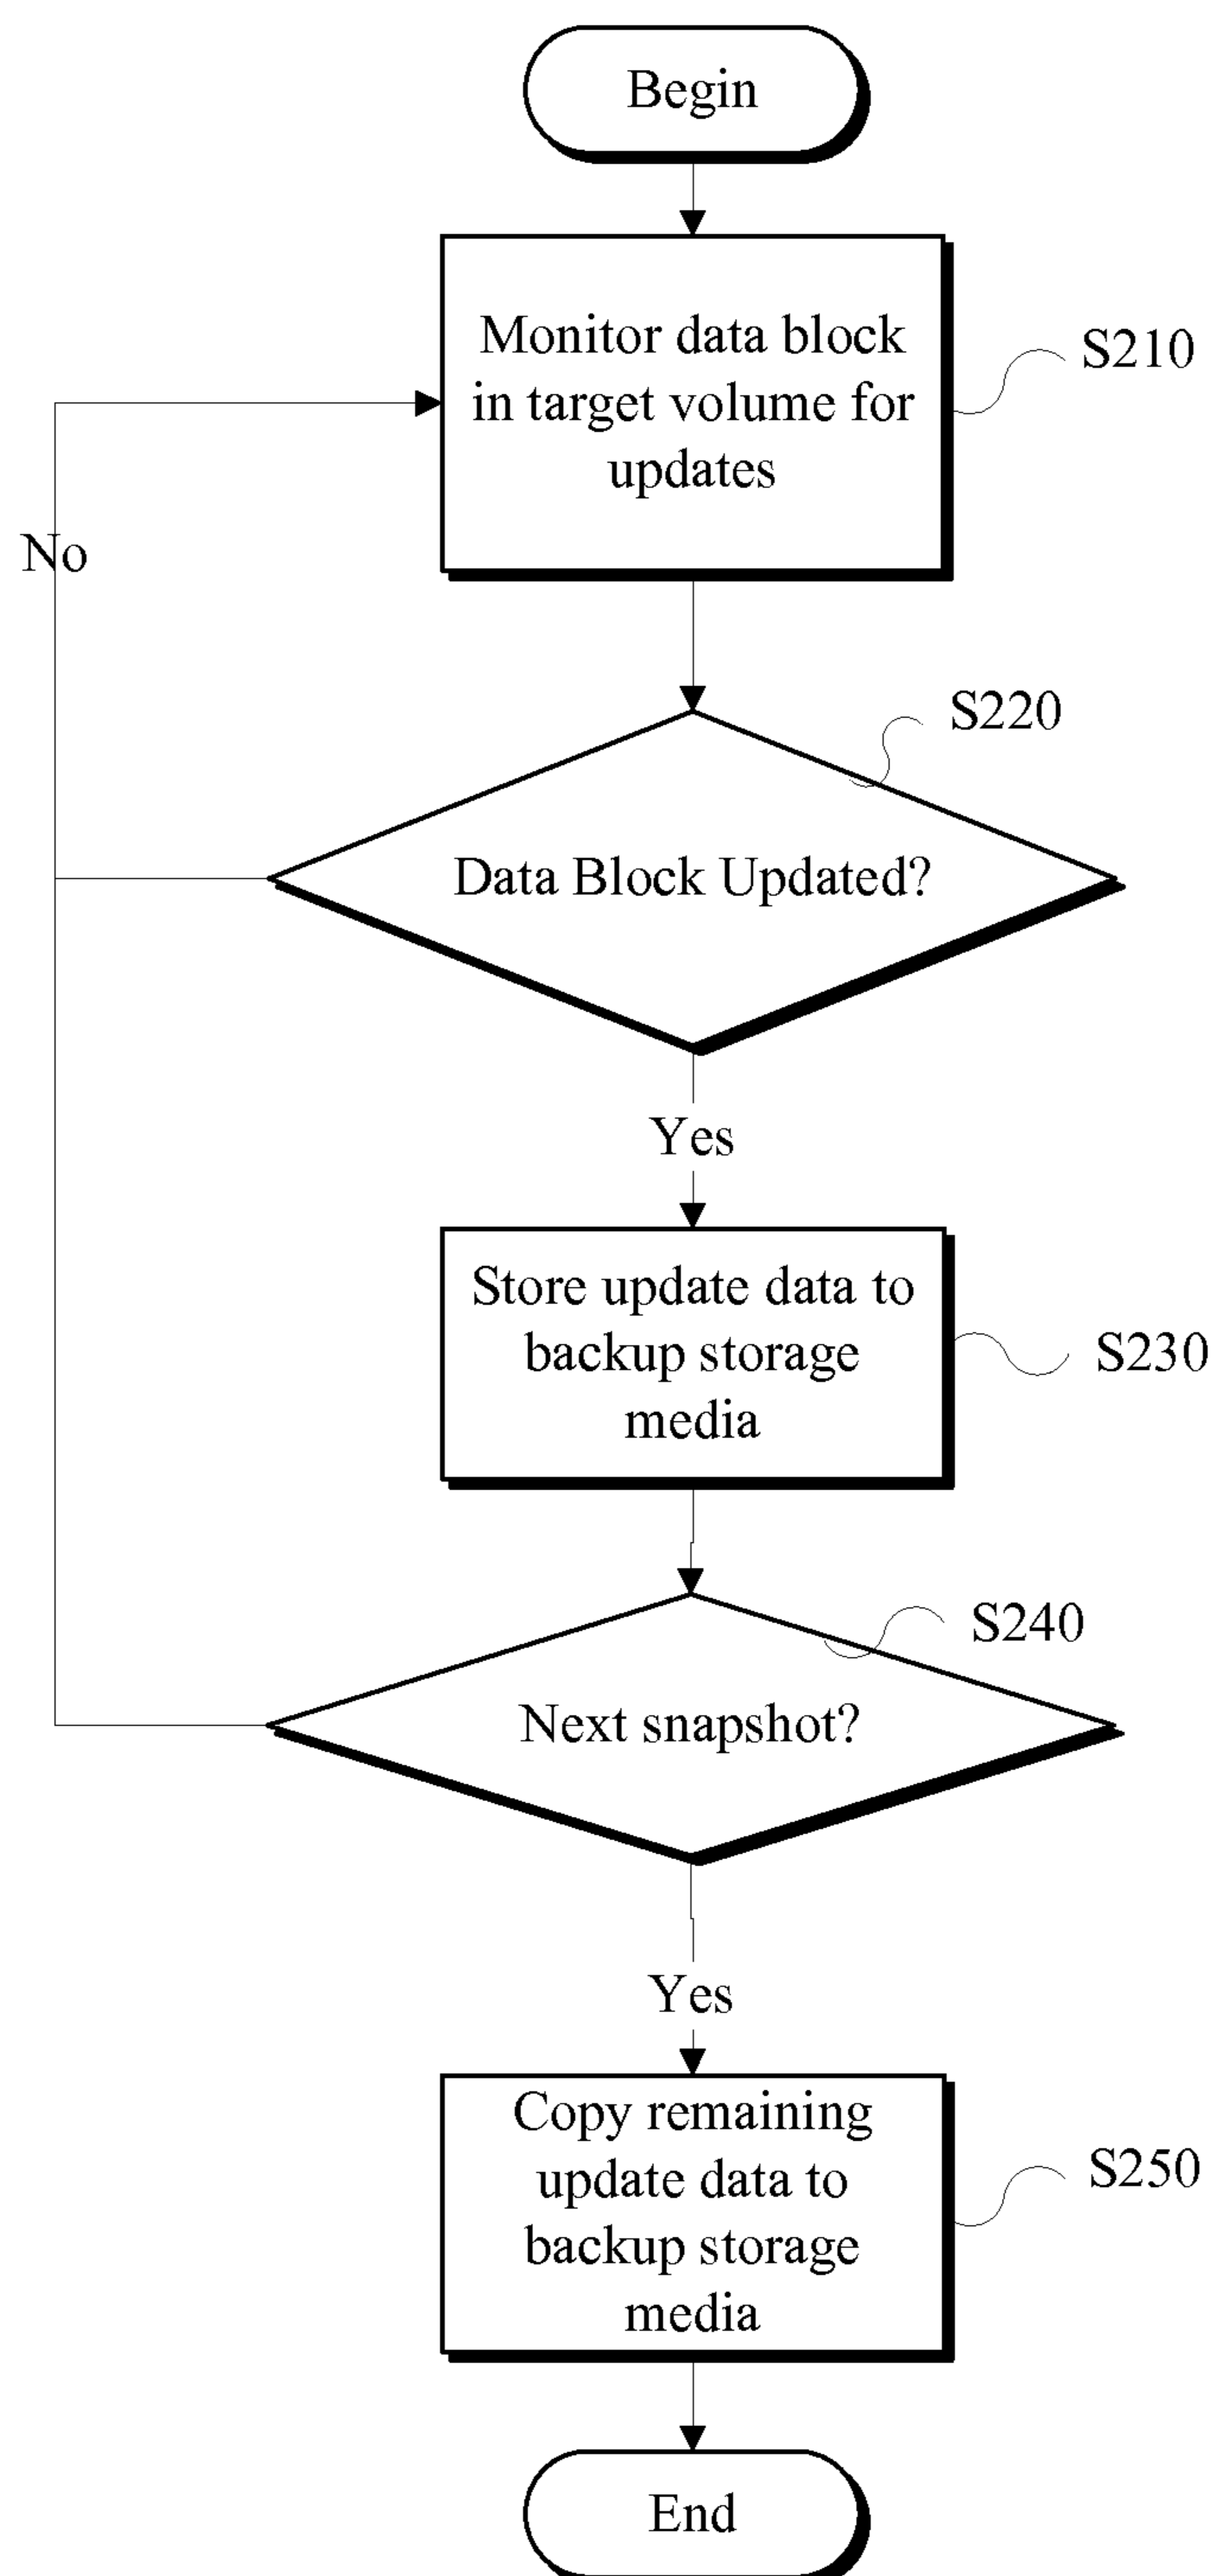 Begin
Monitor data block
in target volume for
updates
S210
No
S220
Data Block Updated?
Yes
Store update data to
backup storage
media
S230
S240
Next snapshot?
Yes
Copy remaining
update data to
backup storage
media
S250
End